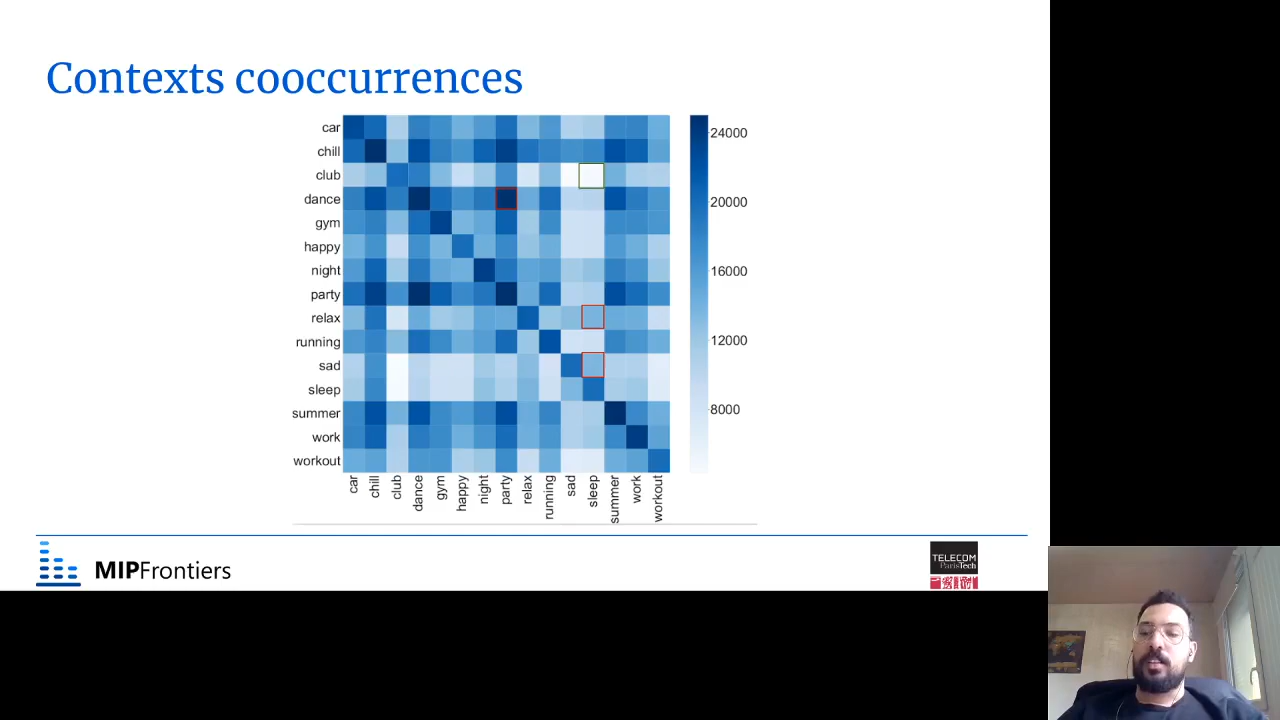 Contexts cooccurrences
car
chill
club
dance
gym
happy
night
party
relax
running
sad
sleep
summer
work
workout
car chill club dance gym happy night party relax running sad sleep summer work workout
24000
20000
16000
12000
8000
MIPFrontiers
TELECOM
ParisTech